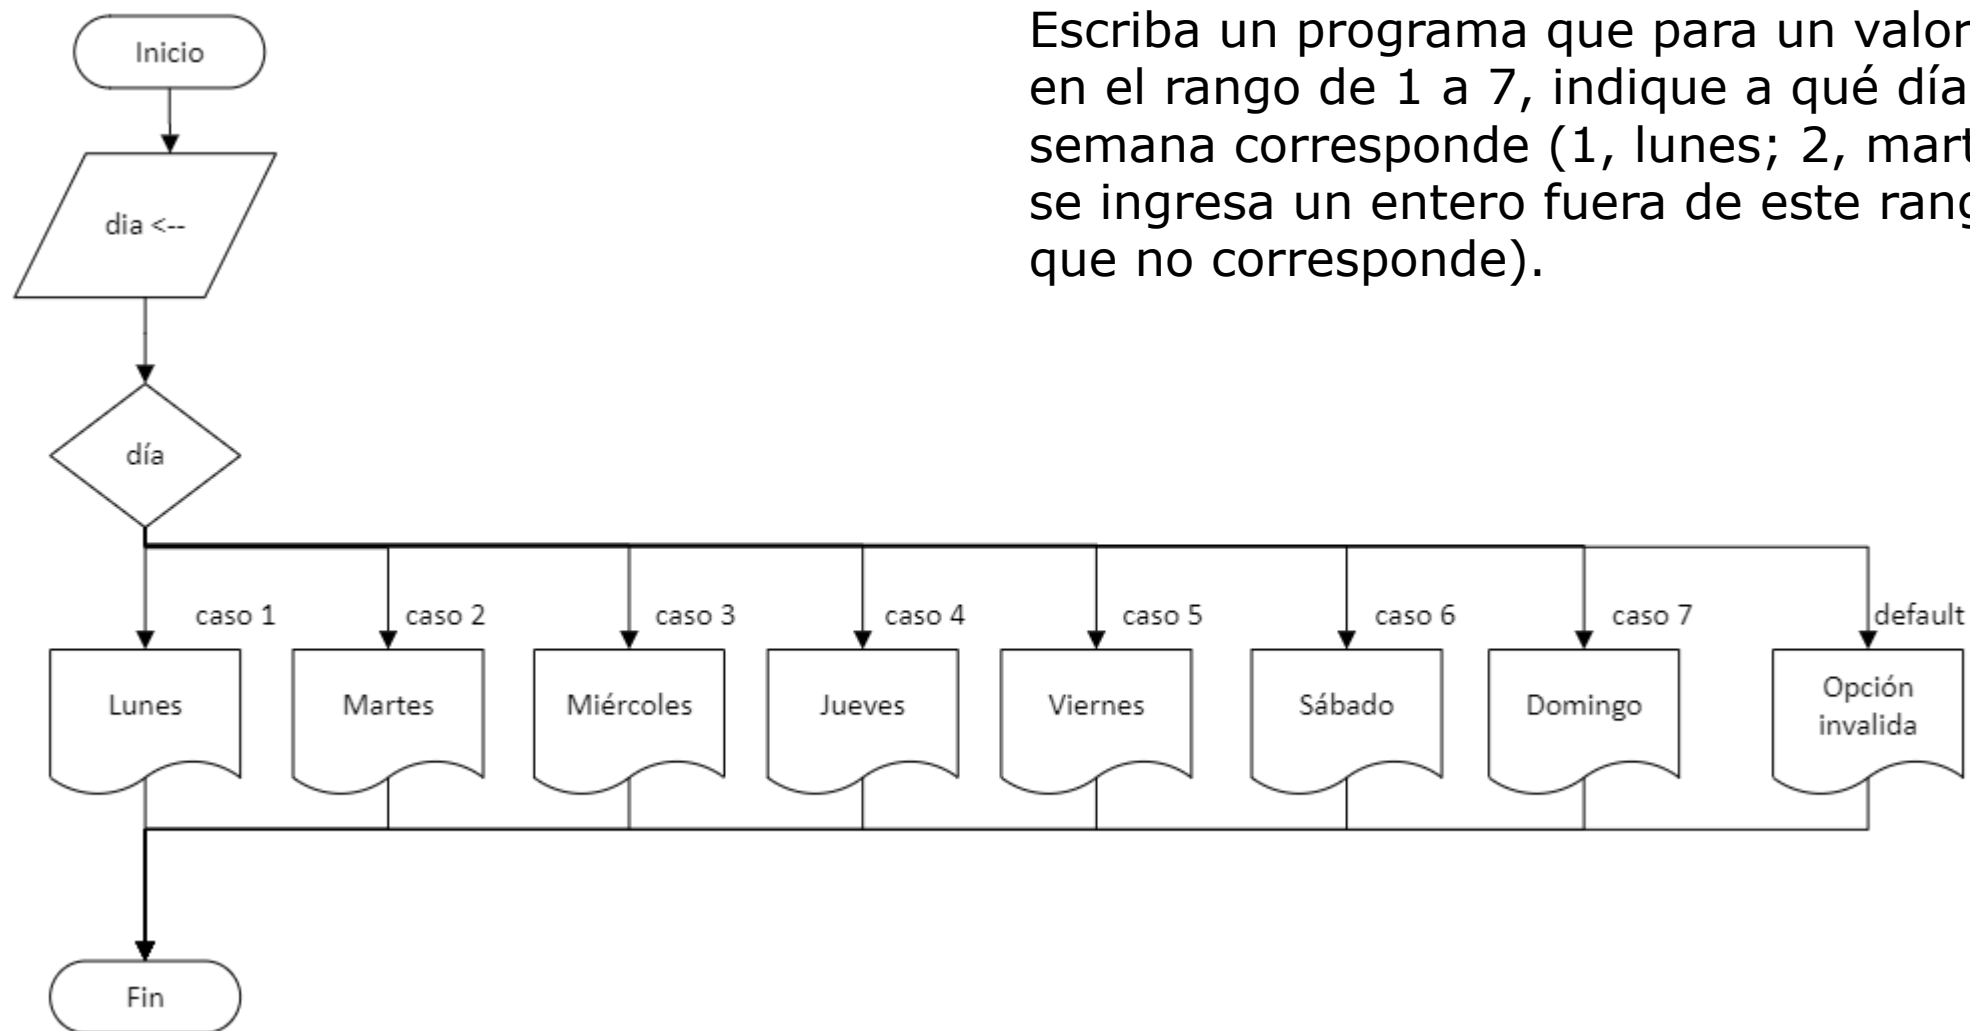 Inicio
Escriba un programa que para un valor
en el rango de 1 a 7, indique a qué día
semana corresponde (1, lunes; 2,
se ingresa un entero fuera de este
que no corresponde).
dia <--
día
caso 1 caso 2 caso 3 caso 4 caso 5 caso 6 caso 7 default
Lunes Martes Miércoles Jueves Viernes Sábado Domingo Opción
invalida
Fin